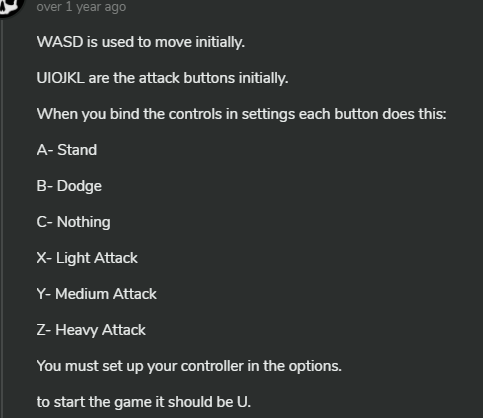 over 1 year ago
WASD is used to move initially.
UIOJKL are the attack buttons initially.
When you bind the controls in settings each button does this:
A- Stand
B- Dodge
C- Nothing
X- Light Attack
Y- Medium Attack
Z- Heavy Attack
You must set up your controller in the options.
to start the game it should be U.